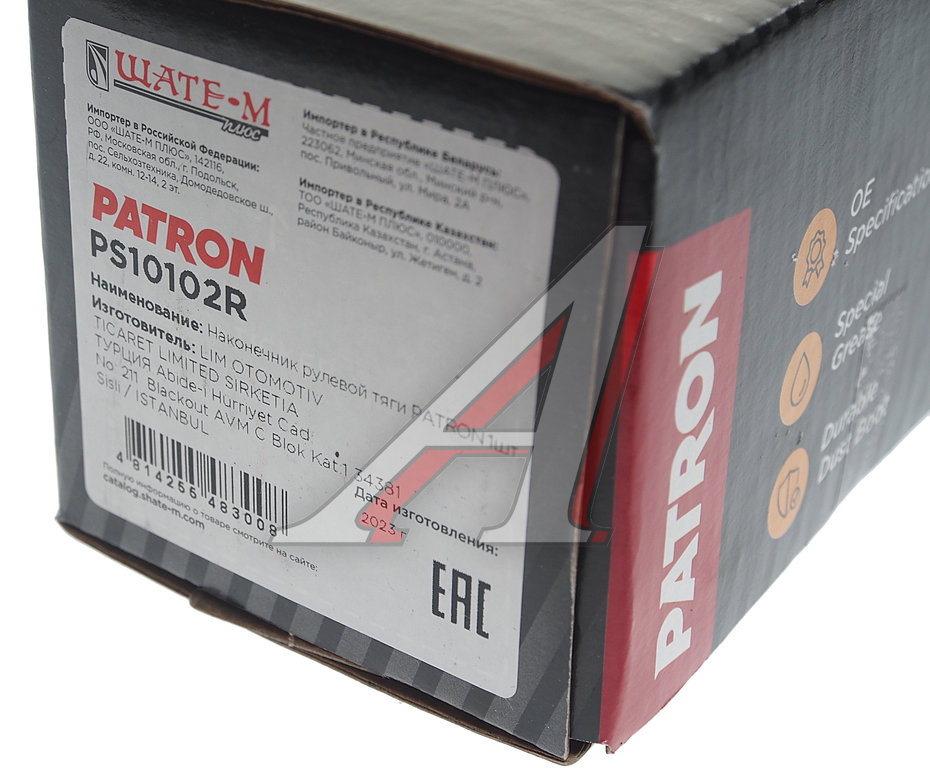 ШАТЕ-М
ПЛЮС
Импортер в Российской Федерации:
ООО «ШАТЕ-М ПЛЮС», 142116,
РФ, Московская обл., г. Подольск,
пос. Сельхозтехника, Домодедовское ш.,
д. 22, комн. 12-14, 2 эт.
Импортер в Республике Беларусь:
Частное предприятие «ШАТЕ-М ПЛЮС»,
223062, Минская обл., Минский р-н,
пос. Привольный, ул. Мира, 2А
Импортер в Республике Казахстан:
ТОО «ШАТЕ-М ПЛЮС», 010000,
Республика Казахстан, г. Астана,
район Байконыр, ул. Жетиген, д. 2
PATRON
PS10102R
Наименование: Наконечник рулевой тяги PATRON 1шт
Изготовитель: LIM OTOMOTIV
TICARET LIMITED SIRKETIA
ТУРЦИЯ Abide-i Hürriyet Cad
No: 211, Blackout AVM C Blok Kat:1 34381
Sisli / ISTANBUL
4 814256 483008
Дата изготовления:
2023 г
Полную информацию о товаре смотрите на сайте:
catalog.shate-m.com
EAC
PATRON
OE
Specification
Special
Grease
Durable
Dust Boot